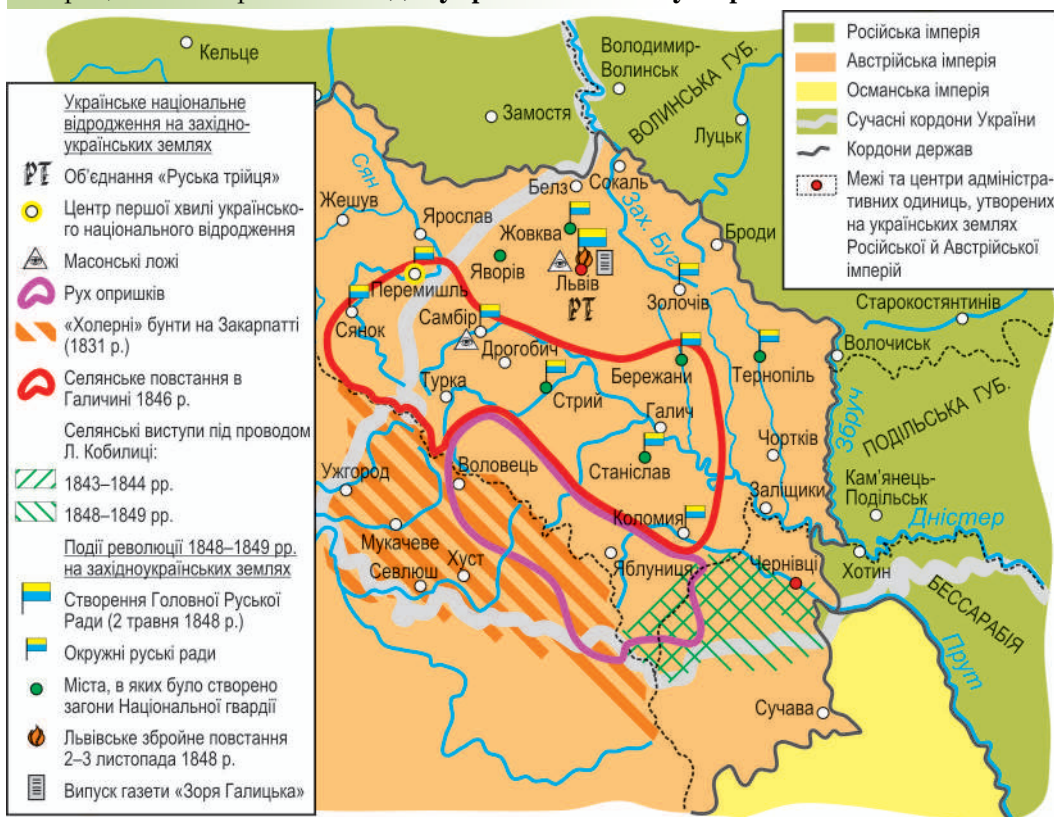 Українське національне
відродження на західно-
українських землях
Об'єднання «Руська трійця»
Центр першої хвилі українсько-
го національного відродження
Масонські ложі
Рух опришків
«Холерні» бунти на Закарпатті
(1831 р.)
Селянське повстання в
Галичині 1846 р.
Селянські виступи під проводом
Л. Кобилиці:
1843–1844 рр.
1848–1849 рр.
Події революції 1848–1849 рр.
на західноукраїнських землях
Створення Головної Руської
Ради (2 травня 1848 р.)
Окружні руські ради
Міста, в яких було створено
загони Національної гвардії
Львівське збройне повстання
2–3 листопада 1848 р.
Випуск газети «Зоря Галицька»
Російська імперія
Австрійська імперія
Османська імперія
Сучасні кордони України
Кордони держав
Межі та центри адміністра-
тивних одиниць, утворених
на українських землях
Російської й Австрійської
імперій
Кельце
Володимир-
Волинськ
Замостя
ВОЛИНСЬКА ГУБ.
Луцьк
Сян
Белз
Сокаль
Зах. Буг
Жешув
Ярослав
Жовква
Броди
Яворів
Львів
РТ
Перемишль
Золочів
Сянок
Самбір
Дрогобич
Старокостянтинів
Волочиськ
Турка
Стрий
Бережани
Тернопіль
Галич
Збруч
ПОДІЛЬСЬКА ГУБ.
Ужгород
Воловець
Станіслав
Чортків
Кам'янець-
Подільськ
Заліщики
Дністер
Мукачеве
Коломия
Севлюш
Хуст
Яблуниця
Чернівці
Хотин
БЕССАРАБІЯ
Прут
Сучава